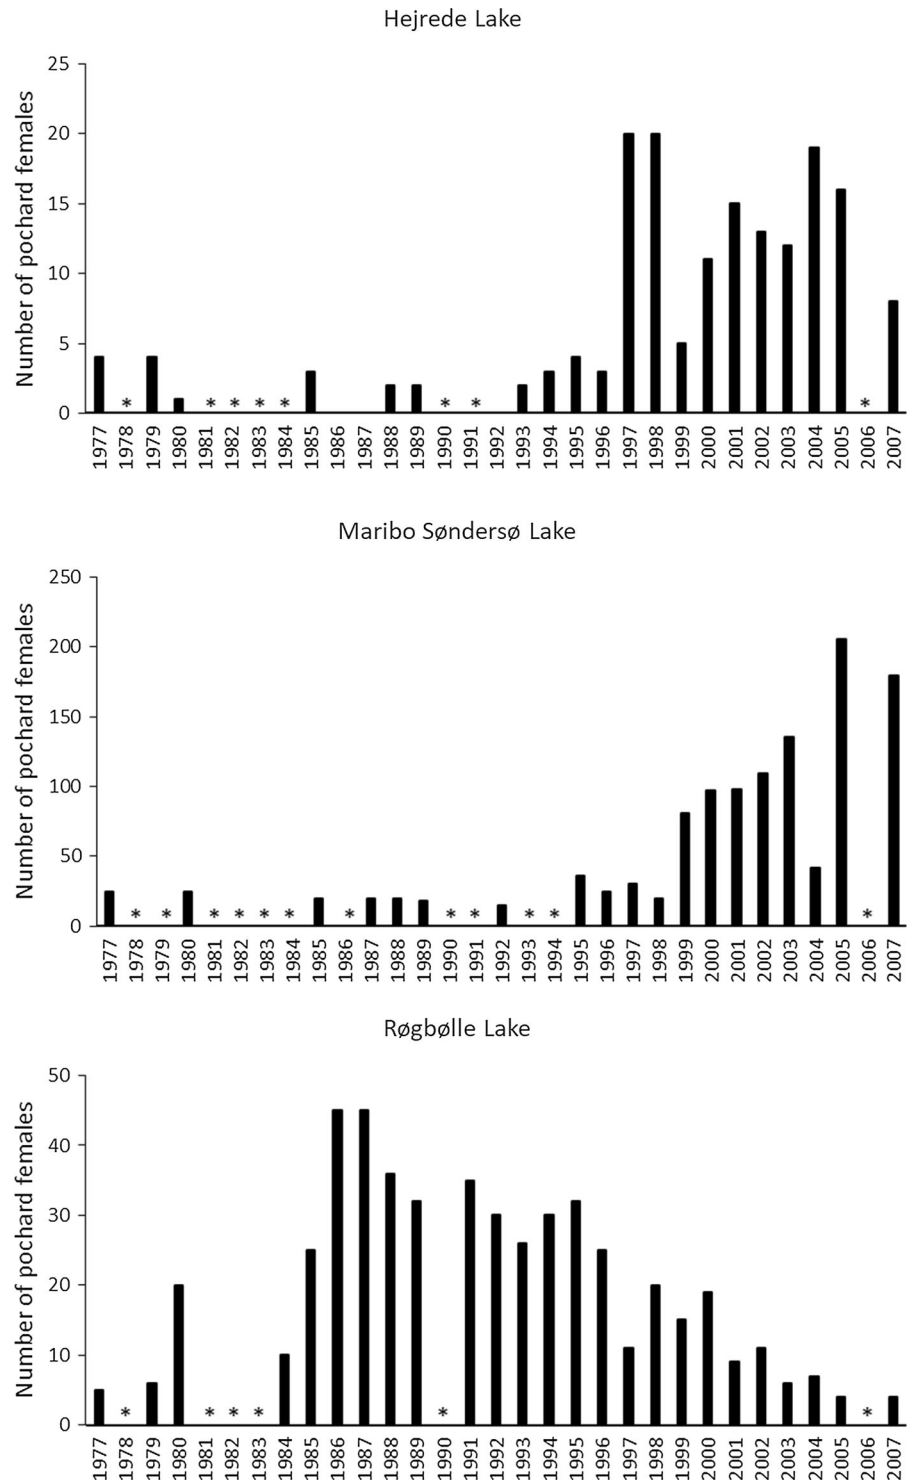 Hejrede Lake
Number of pochard females
25
20
15
10
5
0
* * * * * * * *
1977 1978 1979 1980 1981 1982 1983 1984 1985 1986 1987 1988 1989 1990 1991 1992 1993 1994 1995 1996 1997 1998 1999 2000 2001 2002 2003 2004 2005 2006 2007
Maribo Søndersø Lake
Number of pochard females
250
200
150
100
50
0
* * * * * * * * * * * *
1977 1978 1979 1980 1981 1982 1983 1984 1985 1986 1987 1988 1989 1990 1991 1992 1993 1994 1995 1996 1997 1998 1999 2000 2001 2002 2003 2004 2005 2006 2007
Røgbølle Lake
Number of pochard females
50
40
30
20
10
0
* * * * * *
1977 1978 1979 1980 1981 1982 1983 1984 1985 1986 1987 1988 1989 1990 1991 1992 1993 1994 1995 1996 1997 1998 1999 2000 2001 2002 2003 2004 2005 2006 2007